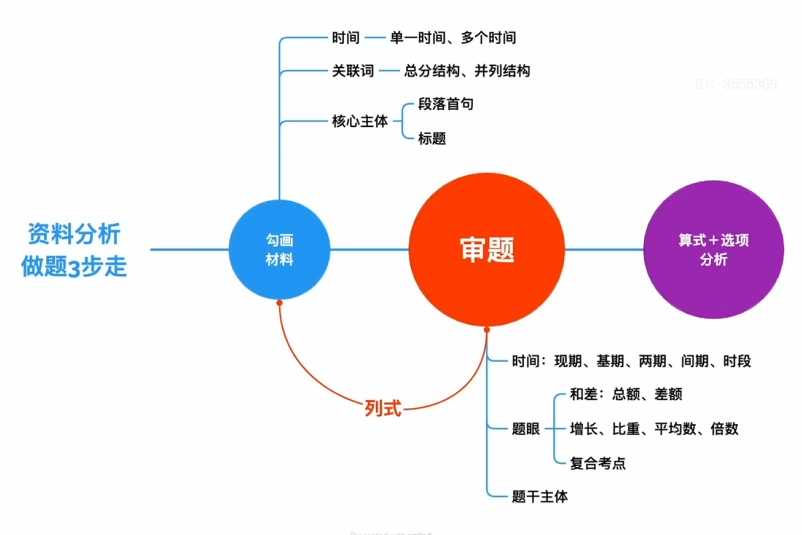 时间
单一时间、多个时间
关联词
总分结构、并列结构
核心主体
段落首句
标题
ID: 3555369
资料分析
做题3步走
勾画
材料
审题
算式＋选项
分析
列式
时间：现期、基期、两期、间期、时段
题眼
和差：总额、差额
增长、比重、平均数、倍数
复合考点
题干主体